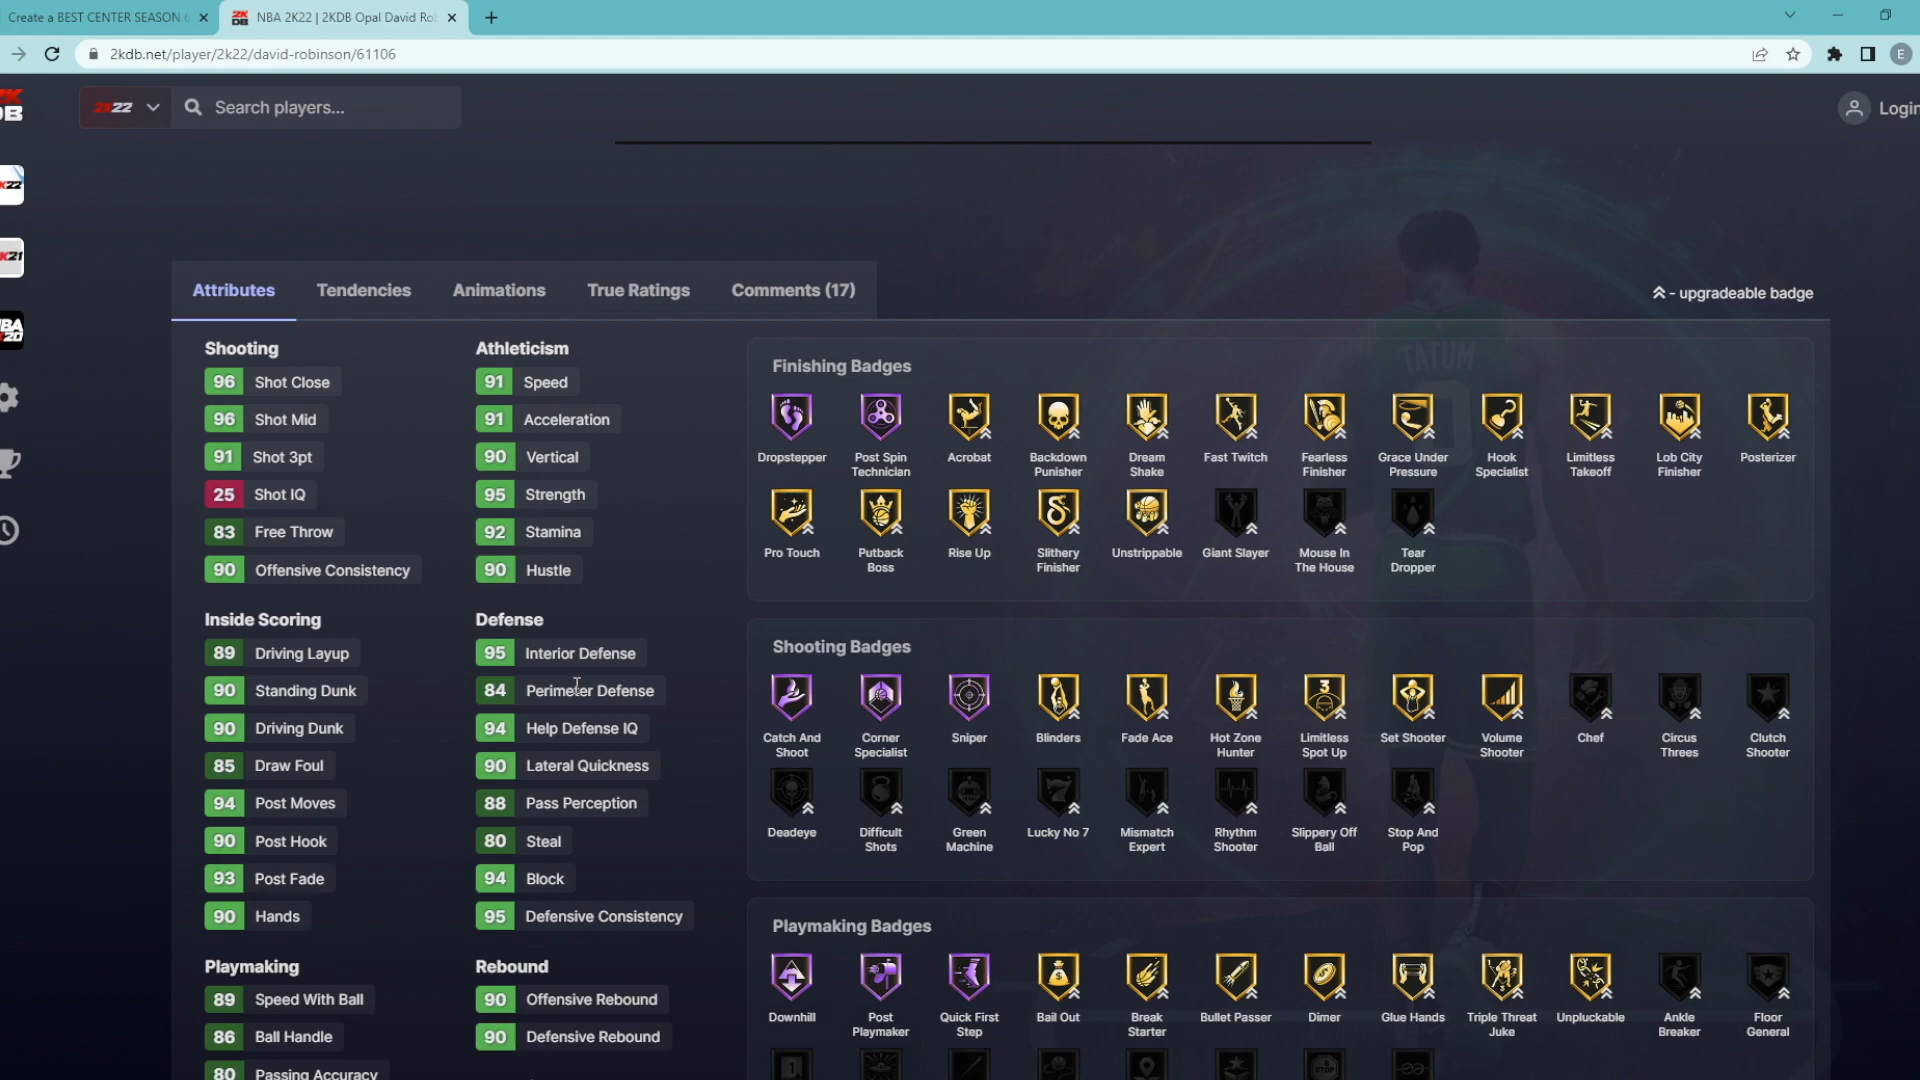 Create a BEST CENTER SEASON
NBA 2K22 | 2KDB Opal David Ro
2kdb.net/player/2k22/david-robinson/61106
E
2K
DB
2K22
Search players...
Login
K22
K21
Attributes
Tendencies
Animations
True Ratings
Comments (17)
- upgradeable badge
NBA
20
TATUM
Shooting
96 Shot Close
96 Shot Mid
91 Shot 3pt
25 Shot IQ
83 Free Throw
90 Offensive Consistency
Inside Scoring
89 Driving Layup
90 Standing Dunk
90 Driving Dunk
85 Draw Foul
94 Post Moves
90 Post Hook
93 Post Fade
90 Hands
Playmaking
89 Speed With Ball
86 Ball Handle
80 Passing Accuracy
Athleticism
91 Speed
91 Acceleration
90 Vertical
95 Strength
92 Stamina
90 Hustle
Defense
95 Interior Defense
84 Perimeter Defense
94 Help Defense IQ
90 Lateral Quickness
88 Pass Perception
80 Steal
94 Block
95 Defensive Consistency
Rebound
90 Offensive Rebound
90 Defensive Rebound
Finishing Badges
Dropstepper
Post Spin
Technician
Acrobat
Backdown
Punisher
Dream
Shake
Fast Twitch
Fearless
Finisher
Grace Under
Pressure
Hook
Specialist
Limitless
Takeoff
Lob City
Finisher
Posterizer
Pro Touch
Putback
Boss
Rise Up
Slithery
Finisher
Unstrippable
Giant Slayer
Mouse In
The House
Tear
Dropper
Shooting Badges
Catch And
Shoot
Corner
Specialist
Sniper
Blinders
Fade Ace
Hot Zone
Hunter
3
Limitless
Spot Up
Set Shooter
Volume
Shooter
Chef
Circus
Threes
Clutch
Shooter
Deadeye
Difficult
Shots
Green
Machine
Lucky No 7
Mismatch
Expert
Rhythm
Shooter
Slippery Off
Ball
Stop And
Pop
Playmaking Badges
Downhill
Post
Playmaker
Quick First
Step
Bail Out
Break
Starter
Bullet Passer
Dimer
Glue Hands
Triple Threat
Juke
Unpluckable
Ankle
Breaker
Floor
General